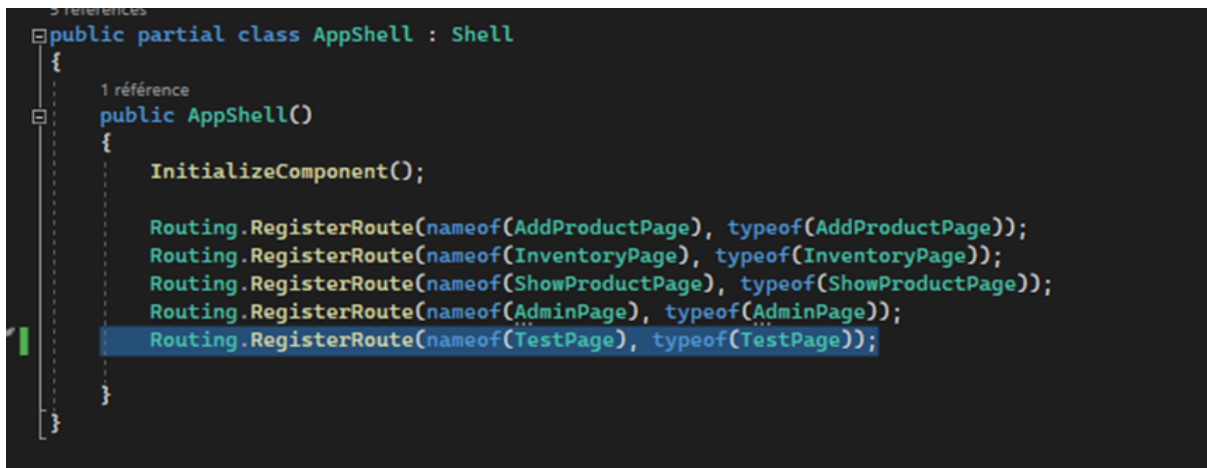 5 références
public partial class AppShell : Shell
{
1 référence
public AppShell()
{
InitializeComponent();
Routing.RegisterRoute(nameof(AddProductPage), typeof(AddProductPage));
Routing.RegisterRoute(nameof(InventoryPage), typeof(InventoryPage));
Routing.RegisterRoute(nameof(ShowProductPage), typeof(ShowProductPage));
Routing.RegisterRoute(nameof(AdminPage), typeof(AdminPage));
Routing.RegisterRoute(nameof(TestPage), typeof(TestPage));
}
}